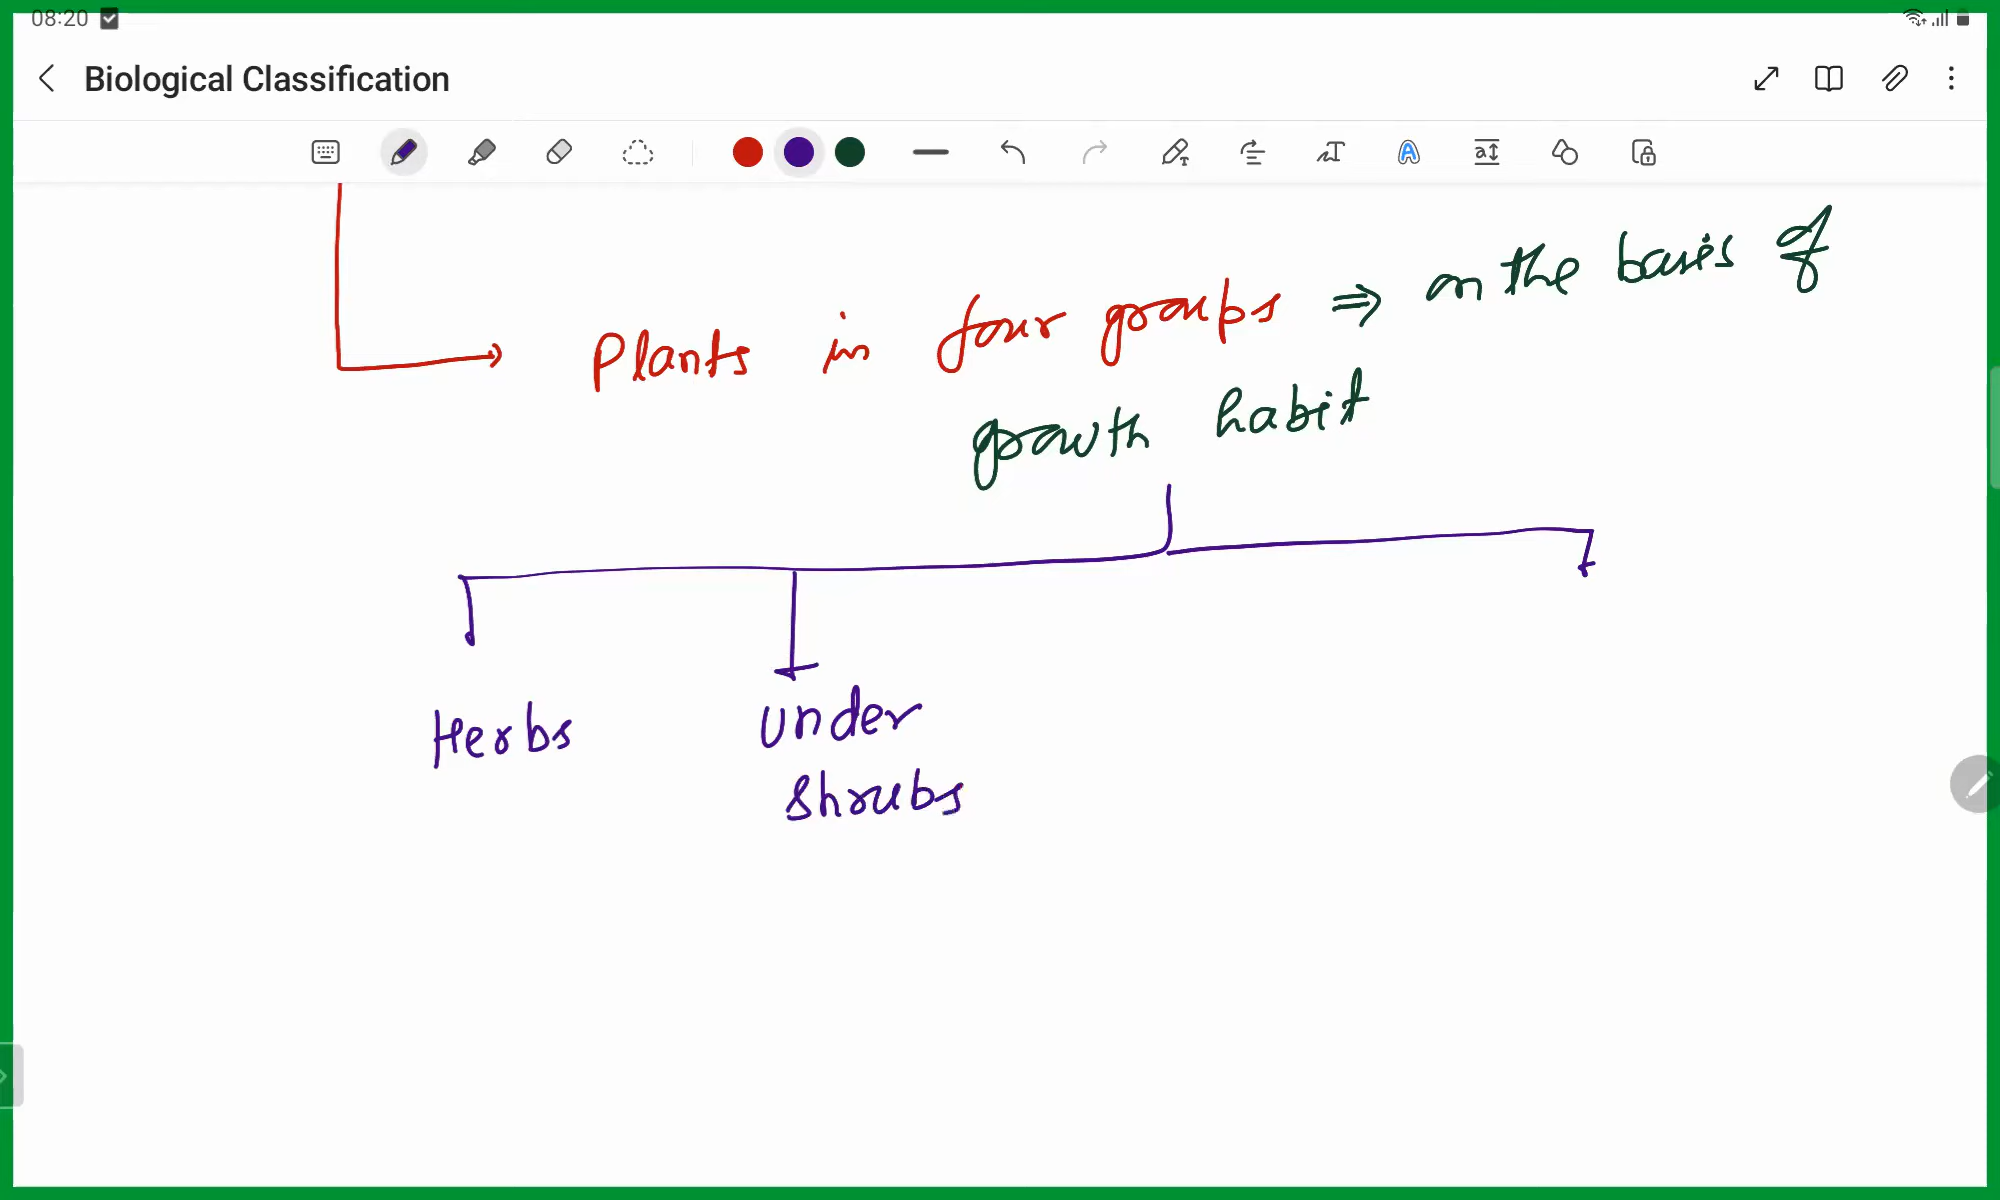 08:20
Biological Classification
Plants in four groups ⇒ on the basis of
growth habit
Herbs
under
shrubs